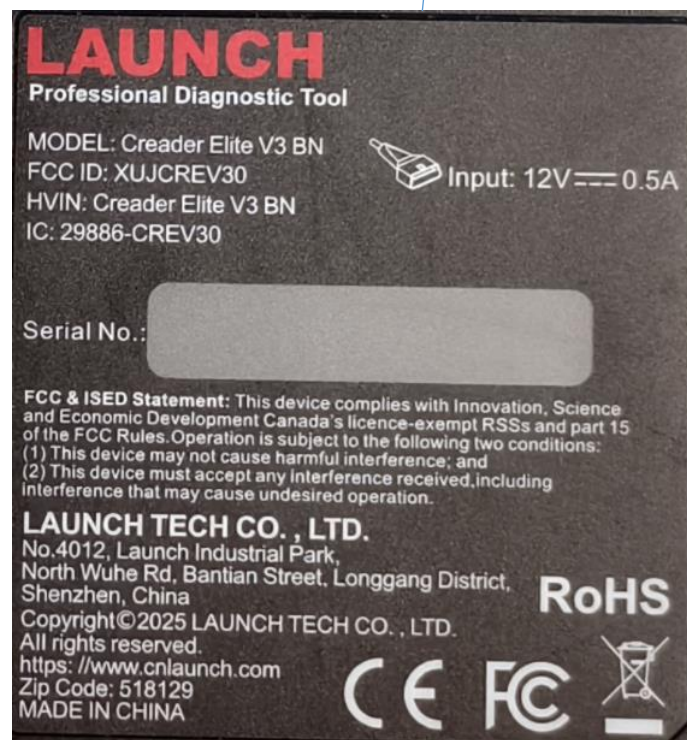 LAUNCH
Professional Diagnostic Tool
MODEL: Creader Elite V3 BN
FCC ID: XUJCREV30
HVIN: Creader Elite V3 BN
IC: 29886-CREV30
Input: 12V⎓0.5A
Serial No.:
FCC & ISED Statement: This device complies with Innovation, Science
and Economic Development Canada's licence-exempt RSSs and part 15
of the FCC Rules.Operation is subject to the following two conditions:
(1) This device may not cause harmful interference; and
(2) This device must accept any interference received,including
interference that may cause undesired operation.
LAUNCH TECH CO. , LTD.
No.4012, Launch Industrial Park,
North Wuhe Rd, Bantian Street, Longgang District,
Shenzhen, China
Copyright©2025 LAUNCH TECH CO. , LTD.
All rights reserved.
https: //www.cnlaunch.com
Zip Code: 518129
MADE IN CHINA
RoHS
CE FC